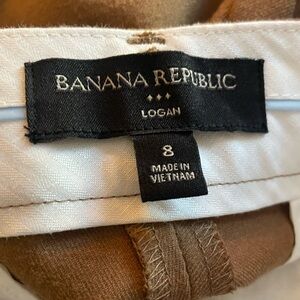 BANANA REPUBLIC
LOGAN
8
MADE IN
VIETNAM